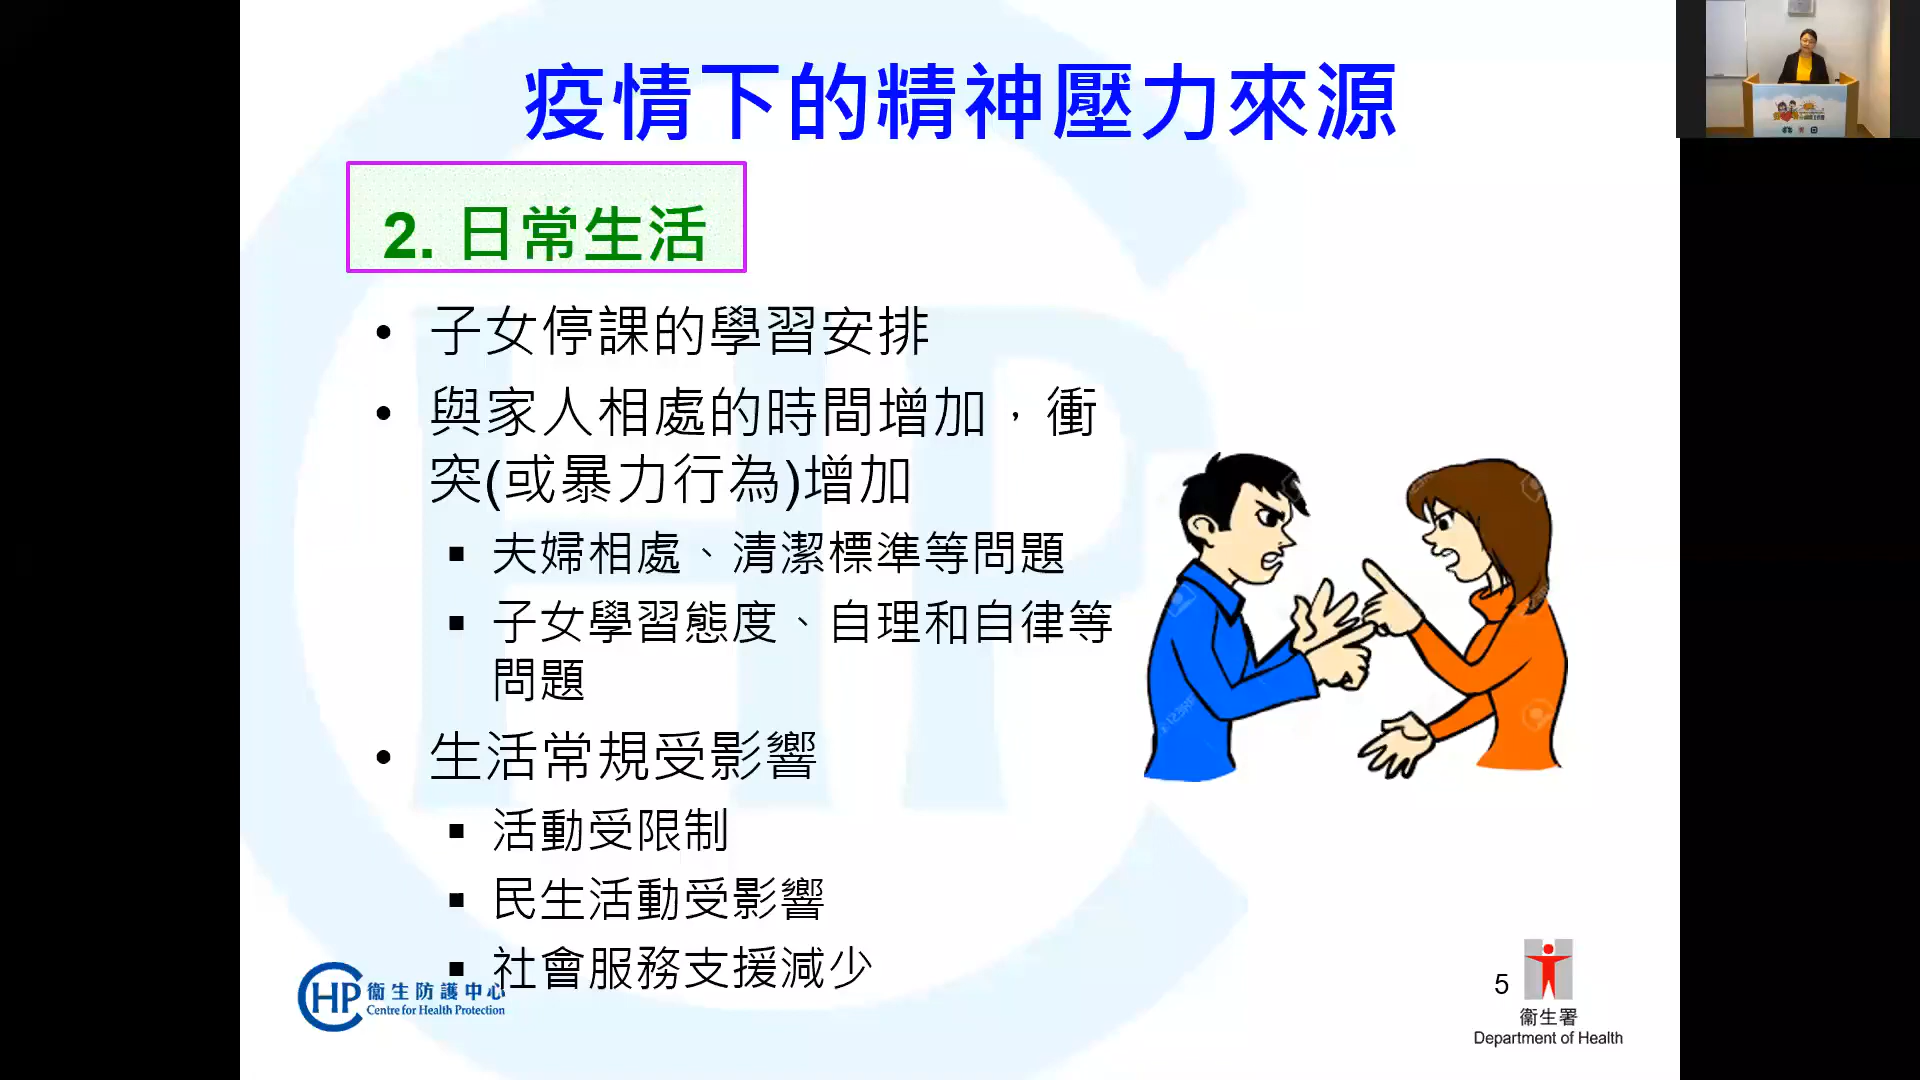 疫情下的精神壓力來源
2. 日常生活
• 子女停課的學習安排
• 與家人相處的時間增加，衝
突(或暴力行為)增加
▪ 夫婦相處、清潔標準等問題
▪ 子女學習態度、自理和自律等
問題
• 生活常規受影響
▪ 活動受限制
▪ 民生活動受影響
▪ 社會服務支援減少
CHP 衞生防護中心
Centre for Health Protection
5
衞生署
Department of Health